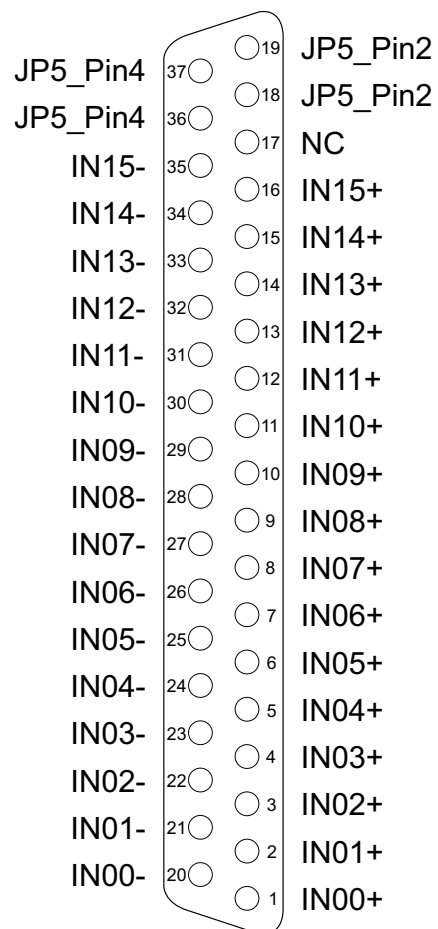 19 JP5_Pin2
JP5_Pin4 37
18 JP5_Pin2
JP5_Pin4 36
17 NC
IN15- 35
16 IN15+
IN14- 34
15 IN14+
IN13- 33
14 IN13+
IN12- 32
13 IN12+
IN11- 31
12 IN11+
IN10- 30
11 IN10+
IN09- 29
10 IN09+
IN08- 28
9 IN08+
IN07- 27
8 IN07+
IN06- 26
7 IN06+
IN05- 25
6 IN05+
IN04- 24
5 IN04+
IN03- 23
4 IN03+
IN02- 22
3 IN02+
IN01- 21
2 IN01+
IN00- 20
1 IN00+